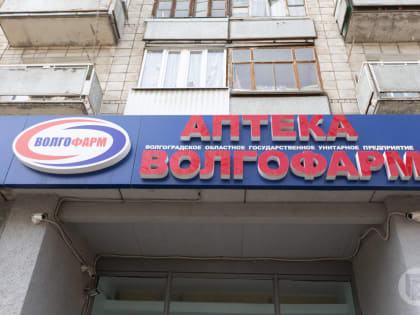 АПТЕКА
ВОЛГОФАРМ
ВОЛГОГРАДСКОЕ ОБЛАСТНОЕ ГОСУДАРСТВЕННОЕ УНИТАРНОЕ ПРЕДПРИЯТИЕ
ВОЛГОФАРМ